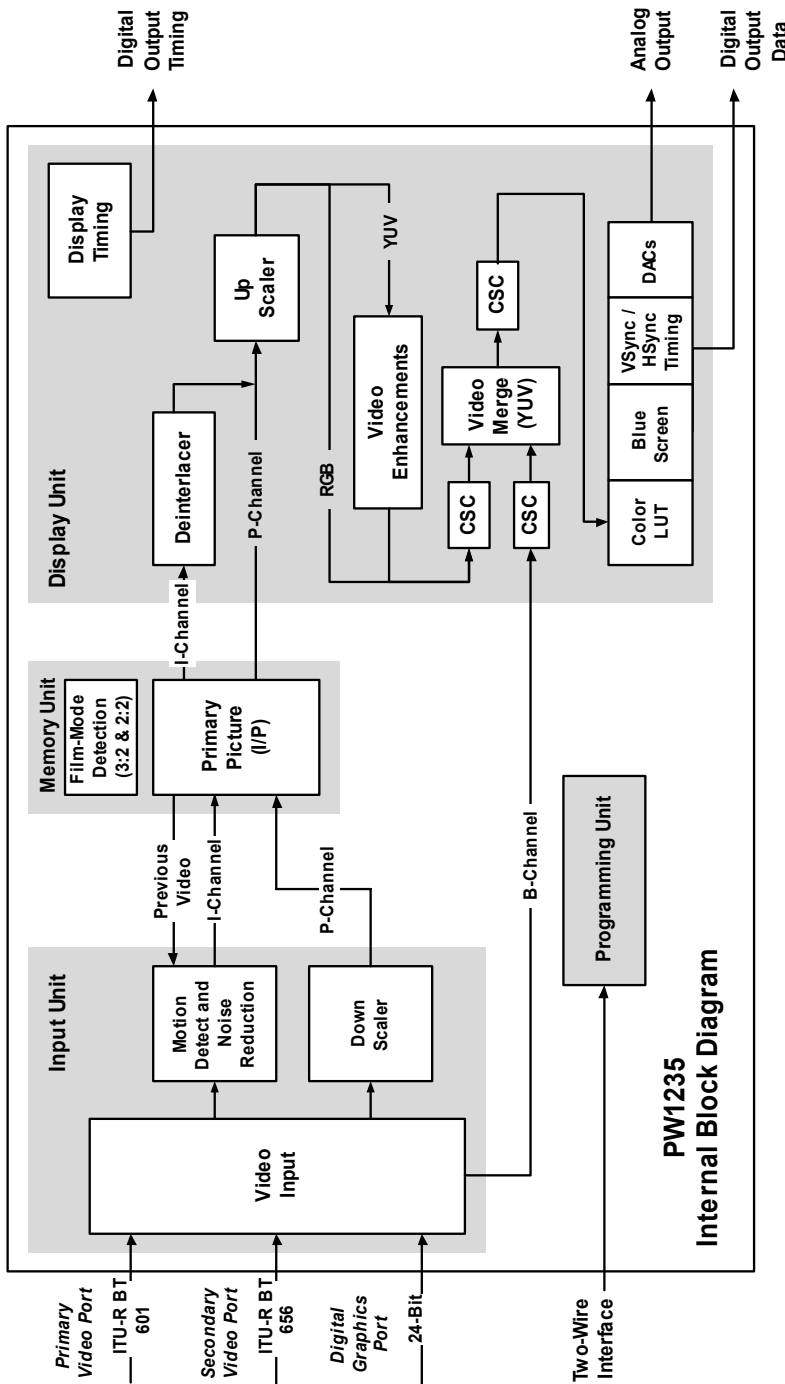 Primary
Video Port
ITU-R BT
601
Secondary
Video Port
ITU-R BT
656
Digital
Graphics
Port
24-Bit
Two-Wire
Interface
Input Unit
Video
Input
Motion
Detect and
Noise
Reduction
Down
Scaler
Previous
Video
I-Channel
P-Channel
Memory Unit
Film-Mode
Detection
(3:2 & 2:2)
Primary
Picture
(I/P)
I-Channel
P-Channel
B-Channel
Programming Unit
Display Unit
Display
Timing
Deinterlacer
Up
Scaler
RGB
YUV
Video
Enhancements
CSC
CSC
Video
Merge
(YUV)
CSC
Color
LUT
Blue
Screen
VSync /
HSync
Timing
DACs
Digital
Output
Timing
Analog
Output
Digital
Output
Data
PW1235
Internal Block Diagram